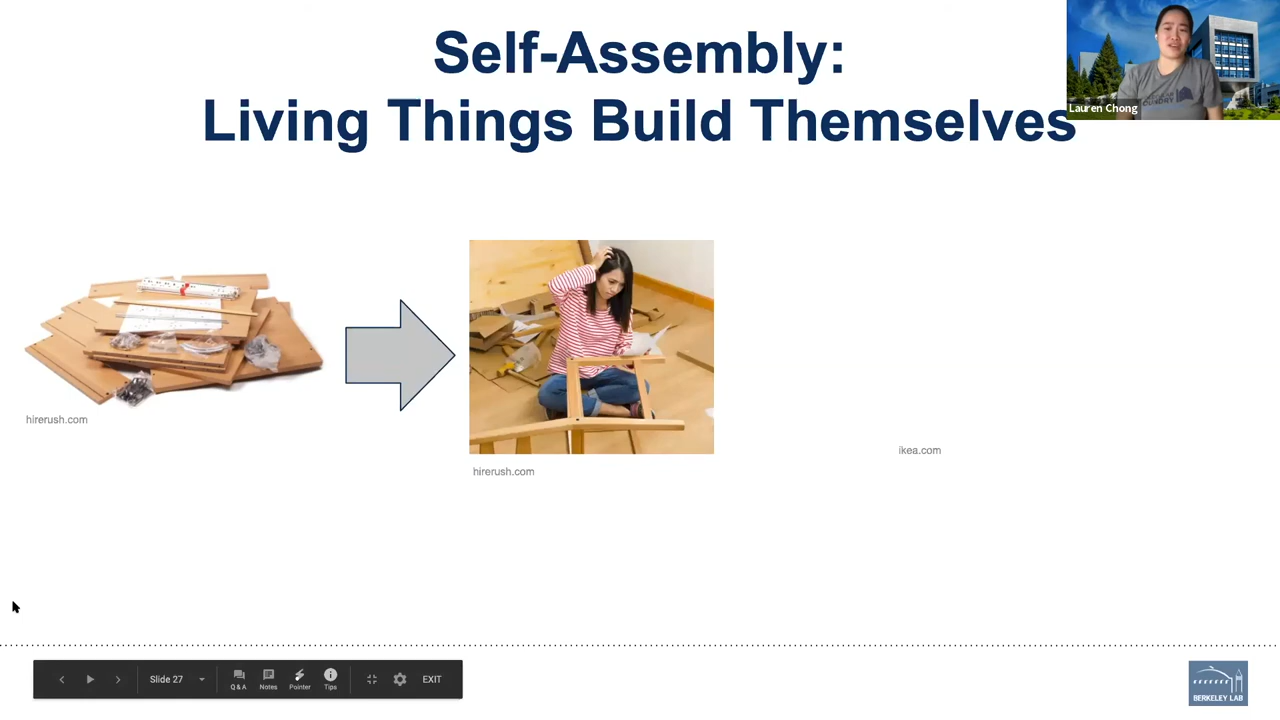 Self-Assembly:
Living Things Build Themselves
Lauren Chong
hirerush.com
hirerush.com
ikea.com
Slide 27
Q&A
Notes
Pointer
Tips
EXIT
BERKELEY LAB